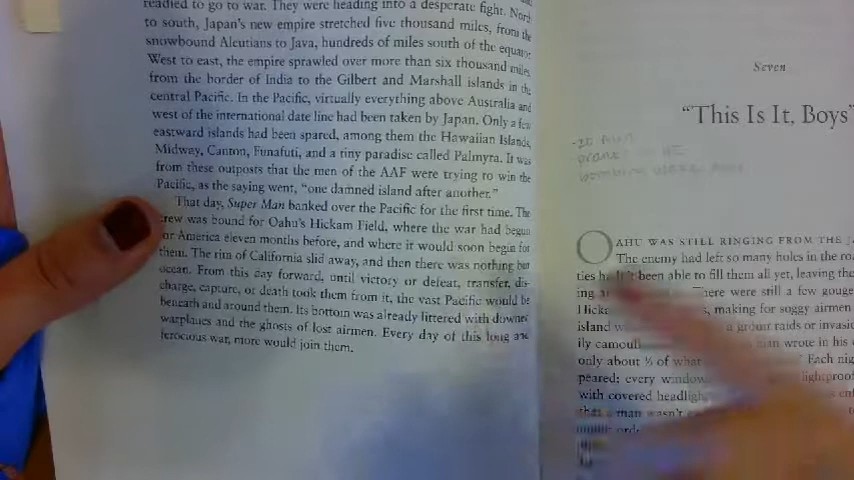 readied to go to war. They were heading into a desperate fight. North
to south, Japan's new empire stretched five thousand miles, from the
snowbound Aleutians to Java, hundreds of miles south of the equator.
West to east, the empire sprawled over more than six thousand miles
from the border of India to the Gilbert and Marshall islands in the
central Pacific. In the Pacific, virtually everything above Australia and
west of the international date line had been taken by Japan. Only a few
eastward islands had been spared, among them the Hawaiian Islands,
Midway, Canton, Funafuti, and a tiny paradise called Palmyra. It was
from these outposts that the men of the AAF were trying to win the
Pacific, as the saying went, "one damned island after another."
That day, Super Man banked over the Pacific for the first time. The
crew was bound for Oahu's Hickam Field, where the war had begun
for America eleven months before, and where it would soon begin for
them. The rim of California slid away, and then there was nothing but
ocean. From this day forward, until victory or defeat, transfer, dis-
charge, capture, or death took them from it, the vast Pacific would be
beneath and around them. Its bottom was already littered with downed
warplanes and the ghosts of lost airmen. Every day of this long and
ferocious war, more would join them.
Seven
"This Is It, Boys"
OAHU WAS STILL RINGING FROM THE
The enemy had left so many holes in the
ties hadn't been able to fill them all yet, leaving the
There were still a few
making for soggy airmen
island
ground raids or
wrote in his
only about ⅓ of what
Each
peared; every
with covered
man wasn't